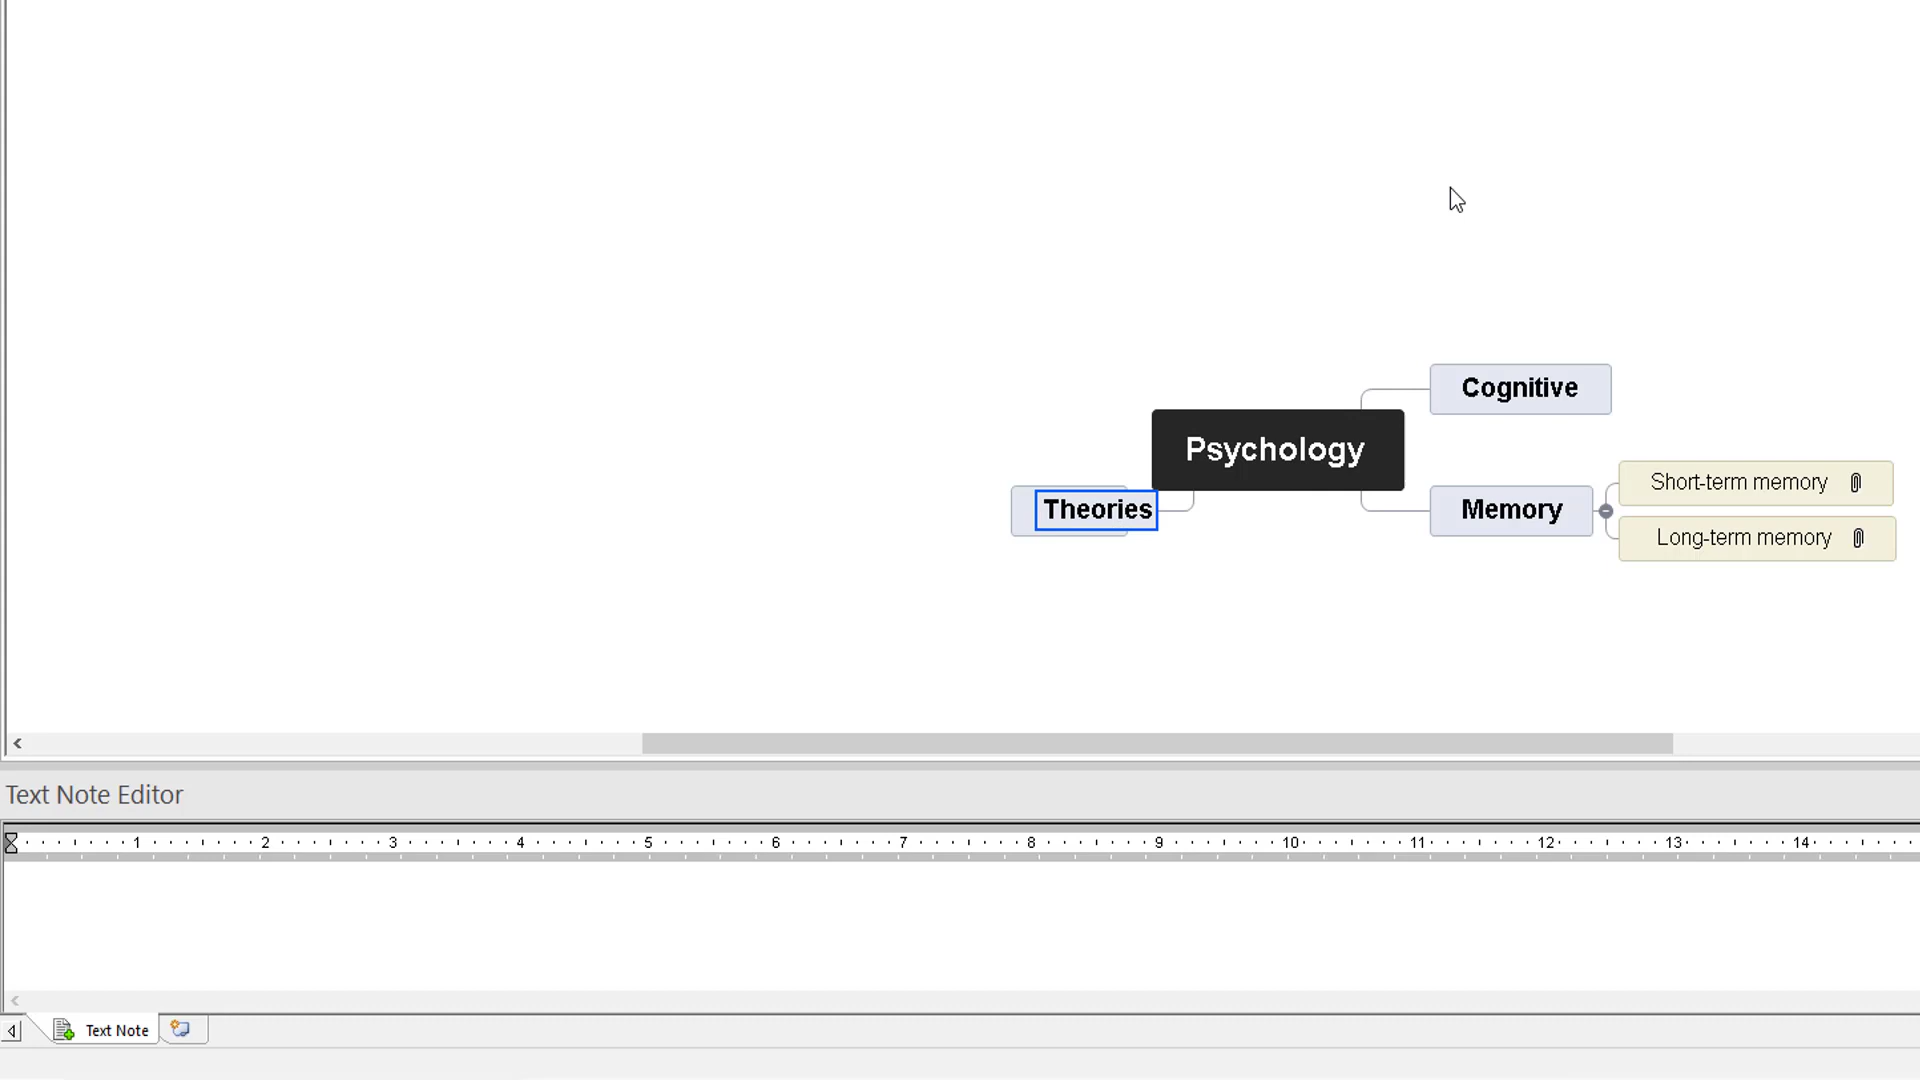 Cognitive
Psychology
Short-term memory
Theories
Memory
Long-term memory
Text Note Editor
1 2 3 4 5 6 7 8 9 10 11 12 13 14
Text Note